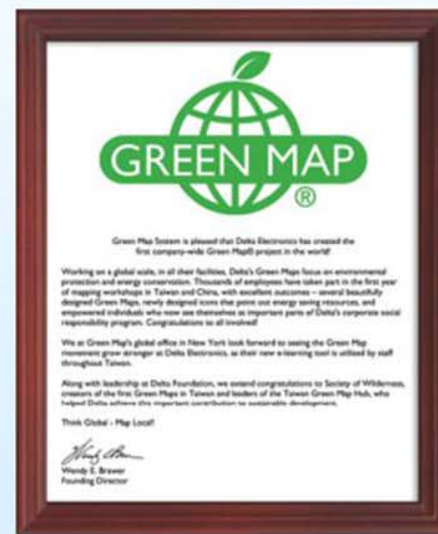 GREEN MAP
®
Green Map System is pleased that Delta Electronics has created the
first company-wide Green Map® project in the world!
Working on a global scale, in all their facilities, Delta's Green Maps focus on environmental
protection and energy conservation. Thousands of employees have taken part in the first year
of mapping workshops in Taiwan and China, with excellent outcomes – several beautifully
designed Green Maps, newly designed icons that point out energy saving resources, and
empowered individuals who now see themselves as important parts of Delta's corporate social
responsibility program. Congratulations to all involved!
We at Green Map's global office in New York look forward to seeing the Green Map
movement grow stronger at Delta Electronics, as their new e-learning tool is utilized by staff
throughout Taiwan.
Along with leadership at Delta Foundation, we extend congratulations to Society of Wilderness,
creators of the first Green Maps in Taiwan and leaders of the Taiwan Green Map Hub, who
helped Delta achieve this important contribution to sustainable development.
Think Global - Map Local!
Wendy E. Brawer
Founding Director